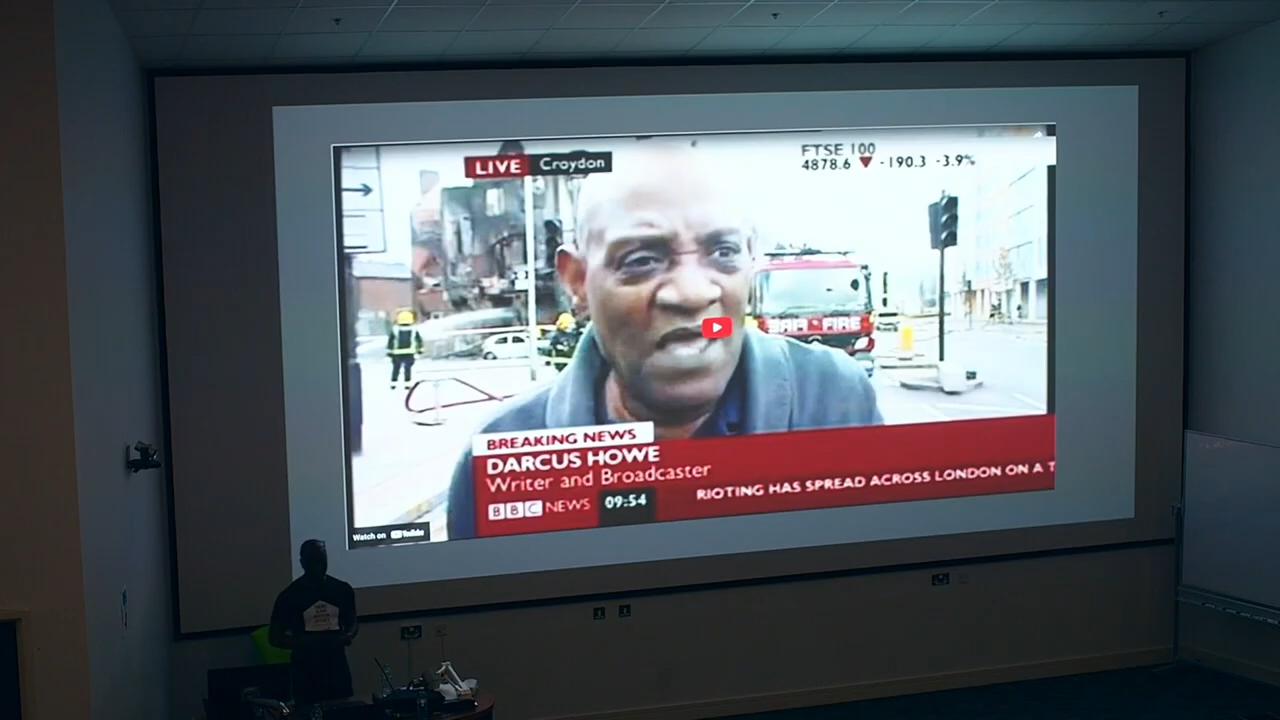 LIVE Croydon
FTSE 100
4878.6 ▼ -190.3 -3.9%
FIRE
BREAKING NEWS
DARCUS HOWE
Writer and Broadcaster
BBC NEWS 09:54
RIOTING HAS SPREAD ACROSS LONDON ON A T
Watch on YouTube